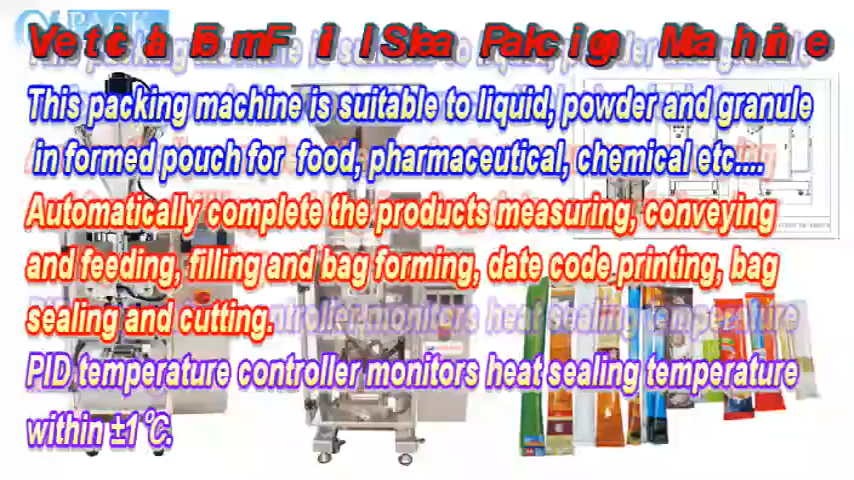 PACK
This packing machine is suitable to liquid, powder and granule
in formed pouch for food, pharmaceutical, chemical etc....
Automatically complete the products measuring, conveying
and feeding, filling and bag forming, date code printing, bag
sealing and cutting.
PID temperature controller monitors heat sealing temperature
within ±1℃.